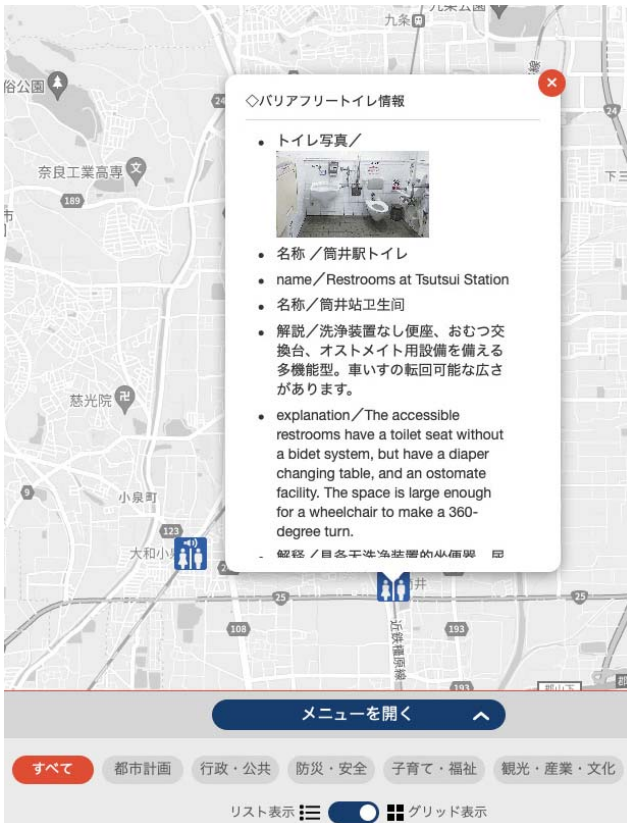 九条公園
九条
谷公園
24
24
奈良工業高専
189
下三
市
慈光院
9
小泉町
123
大和小
井
25
25
108
193
近鉄橿原線
193
郡山下
◇バリアフリートイレ情報
• トイレ写真／
• 名称 ／筒井駅トイレ
• name／Restrooms at Tsutsui Station
• 名称／筒井站卫生间
• 解説／洗浄装置なし便座、おむつ交
換台、オストメイト用設備を備える
多機能型。車いすの転回可能な広さ
があります。
• explanation／The accessible
restrooms have a toilet seat without
a bidet system, but have a diaper
changing table, and an ostomate
facility. The space is large enough
for a wheelchair to make a 360-
degree turn.
メニューを開く
すべて
都市計画
行政・公共
防災・安全
子育て・福祉
観光・産業・文化
リスト表示
グリッド表示